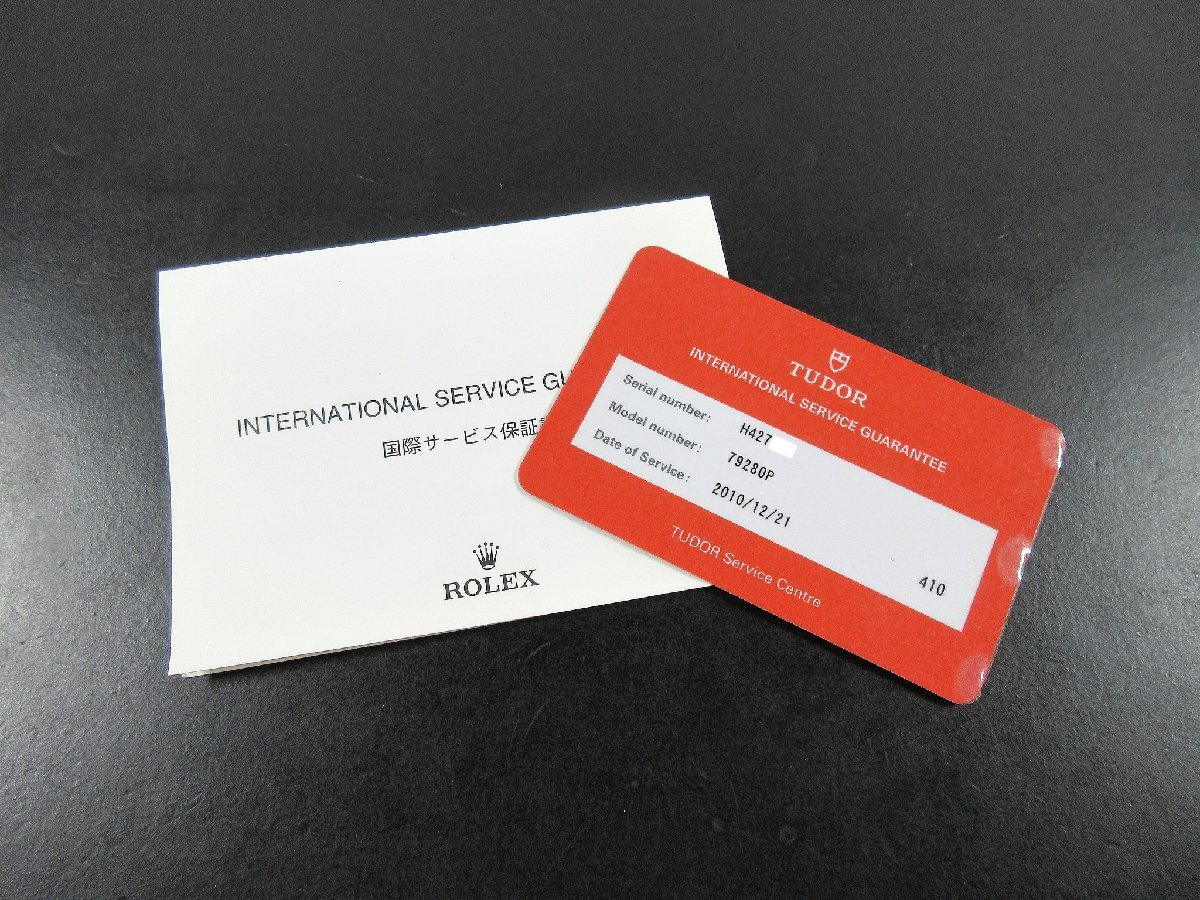 INTERNATIONAL SERVICE
国際サービス保証
ROLEX
TUDOR
INTERNATIONAL SERVICE GUARANTEE
Serial number: H427
Model number: 79280P
Date of Service: 2010/12/21
410
TUDOR Service Centre